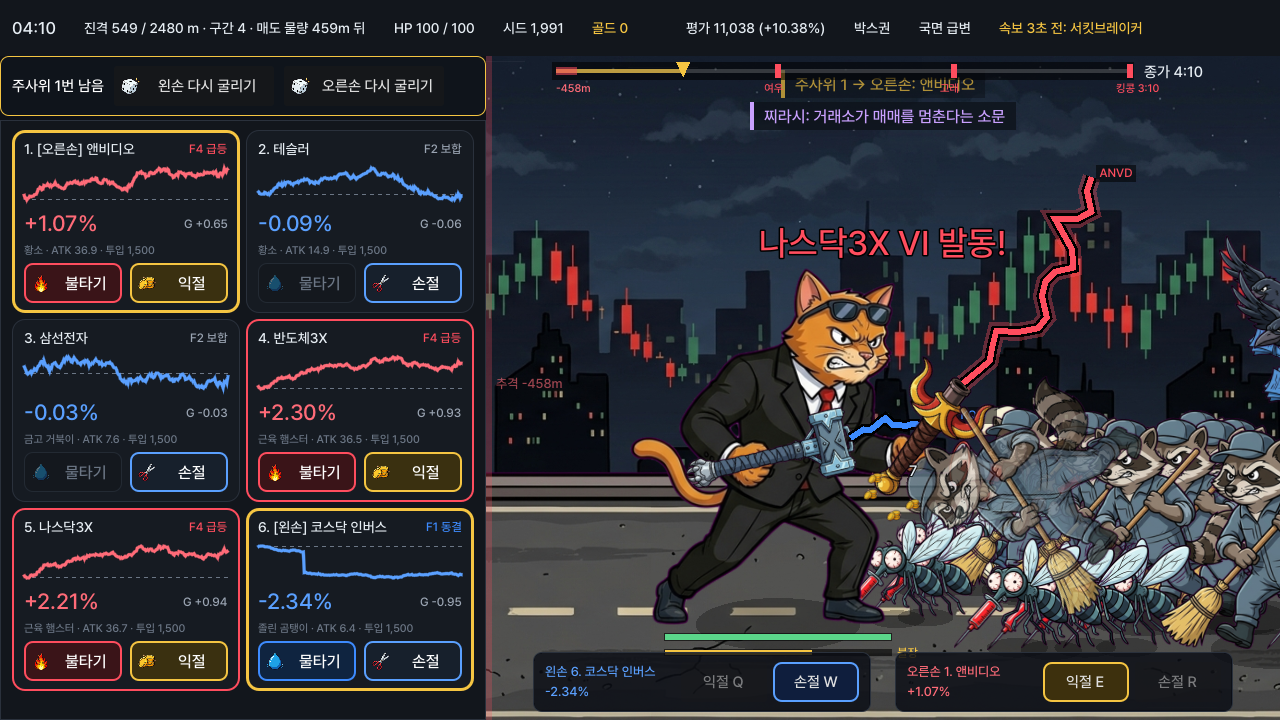 04:10 진격 549 / 2480 m · 구간 4 · 매도 물량 459m 뒤 HP 100 / 100 시드 1,991 골드 0 평가 11,038 (+10.38%) 박스권 국면 급변 속보 3초 전: 서킷브레이커
주사위 1번 남음 왼손 다시 굴리기 오른손 다시 굴리기
1. [오른손] 앤비디오 F4 급등
+1.07% G +0.65
황소 · ATK 36.9 · 투입 1,500
불타기 익절
2. 테슬러 F2 보합
-0.09% G -0.06
황소 · ATK 14.9 · 투입 1,500
물타기 손절
3. 삼선전자 F2 보합
-0.03% G -0.03
금고 거북이 · ATK 7.6 · 투입 1,500
물타기 손절
4. 반도체3X F4 급등
+2.30% G +0.93
근육 햄스터 · ATK 36.5 · 투입 1,500
불타기 익절
5. 나스닥3X F4 급등
+2.21% G +0.94
근육 햄스터 · ATK 36.7 · 투입 1,500
불타기 익절
6. [왼손] 코스닥 인버스 F1 동결
-2.34% G -0.95
졸린 곰탱이 · ATK 6.4 · 투입 1,500
물타기 손절
종가 4:10
-458m 여우 킹콩 3:10
주사위 1 → 오른손: 앤비디오
찌라시: 거래소가 매매를 멈춘다는 소문
ANVD
나스닥3X VI 발동!
추격 -458m
7
왼손 6. 코스닥 인버스
-2.34%
익절 Q 손절 W
오른손 1. 앤비디오
+1.07%
익절 E 손절 R